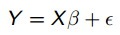 Y = Xβ + ϵ